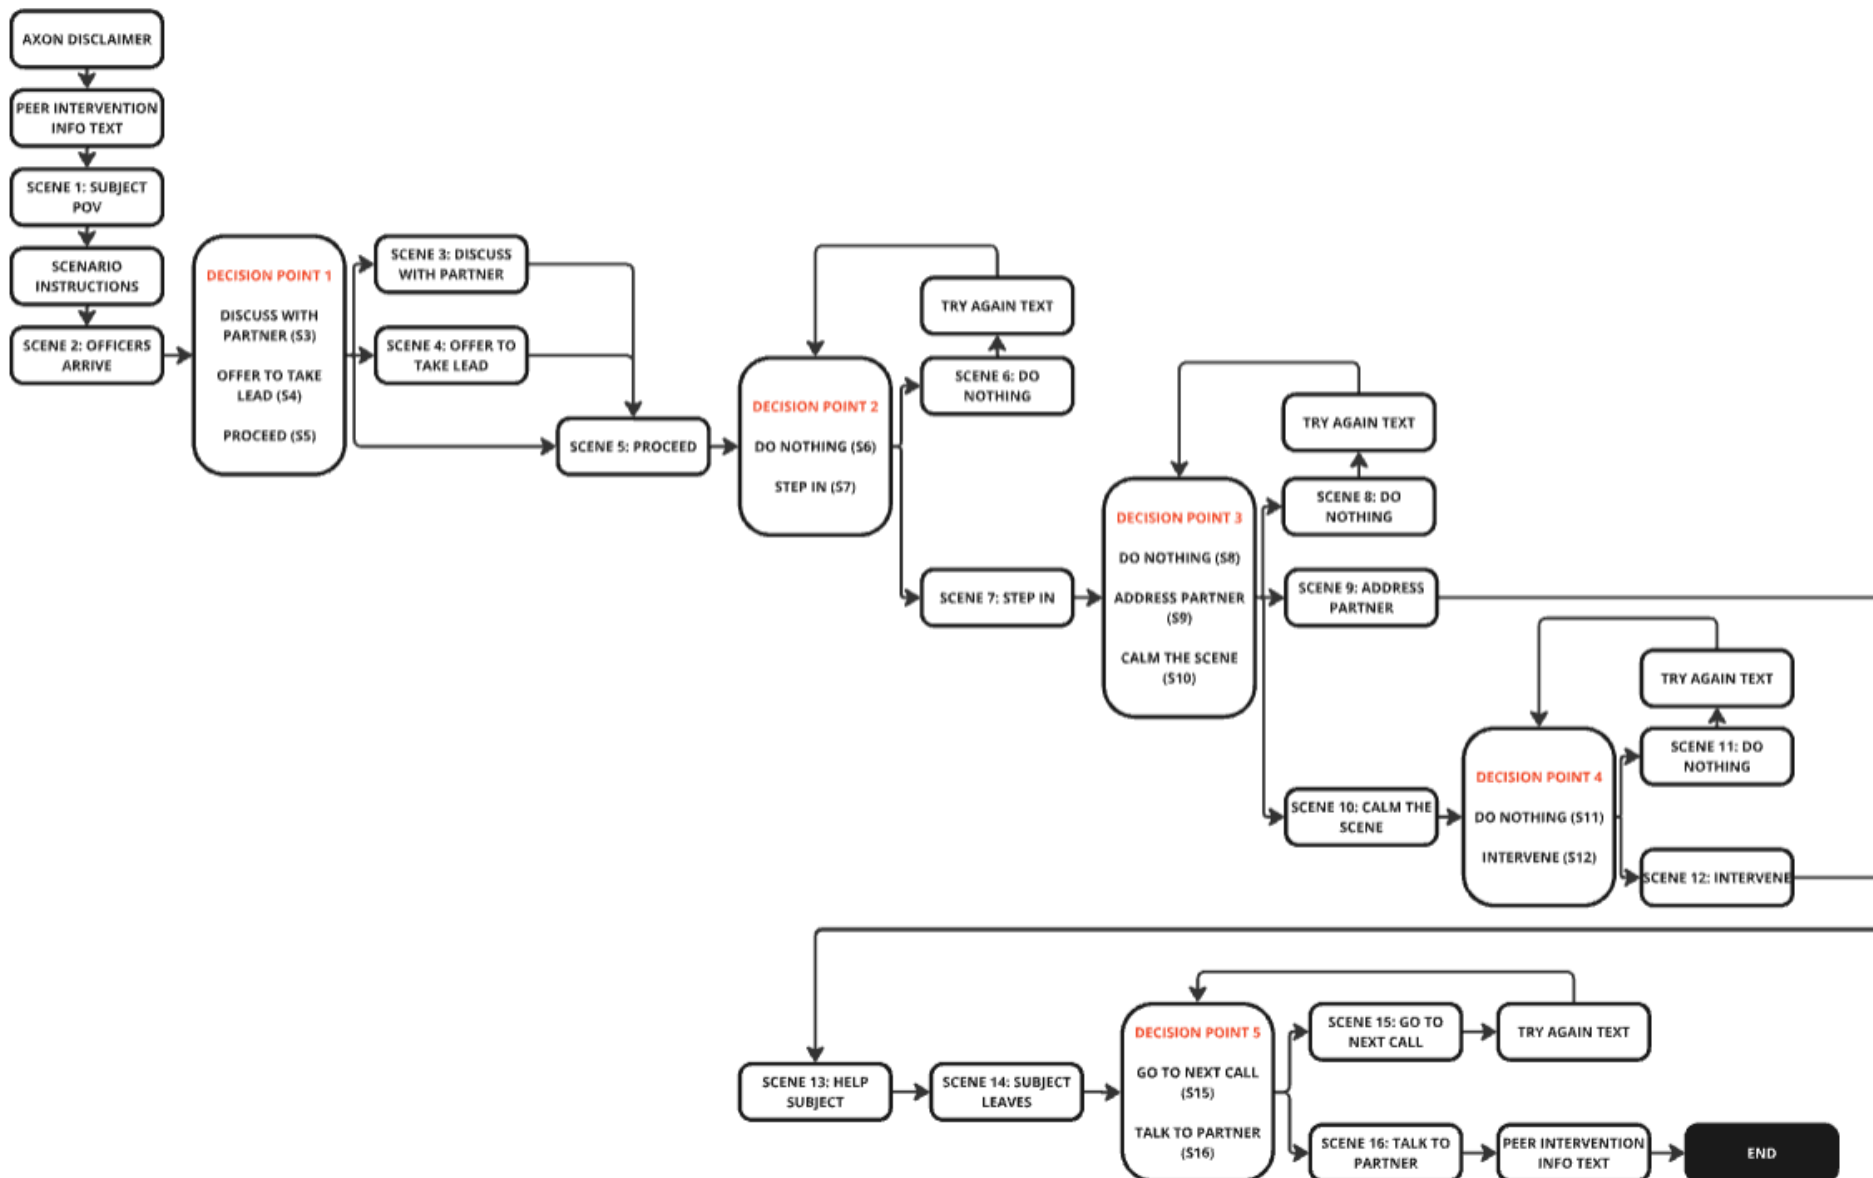 AXON DISCLAIMER
PEER INTERVENTION
INFO TEXT
SCENE 1: SUBJECT
POV
SCENARIO
INSTRUCTIONS
SCENE 2: OFFICERS
ARRIVE
DECISION POINT 1
DISCUSS WITH
PARTNER (S3)
OFFER TO TAKE
LEAD (S4)
PROCEED (S5)
SCENE 3: DISCUSS
WITH PARTNER
SCENE 4: OFFER TO
TAKE LEAD
SCENE 5: PROCEED
DECISION POINT 2
DO NOTHING (S6)
STEP IN (S7)
TRY AGAIN TEXT
SCENE 6: DO
NOTHING
SCENE 7: STEP IN
DECISION POINT 3
DO NOTHING (S8)
ADDRESS PARTNER
(S9)
CALM THE SCENE
(S10)
TRY AGAIN TEXT
SCENE 8: DO
NOTHING
SCENE 9: ADDRESS
PARTNER
SCENE 10: CALM THE
SCENE
DECISION POINT 4
DO NOTHING (S11)
INTERVENE (S12)
TRY AGAIN TEXT
SCENE 11: DO
NOTHING
SCENE 12: INTERVENE
SCENE 13: HELP
SUBJECT
SCENE 14: SUBJECT
LEAVES
DECISION POINT 5
GO TO NEXT CALL
(S15)
TALK TO PARTNER
(S16)
SCENE 15: GO TO
NEXT CALL
TRY AGAIN TEXT
SCENE 16: TALK TO
PARTNER
PEER INTERVENTION
INFO TEXT
END